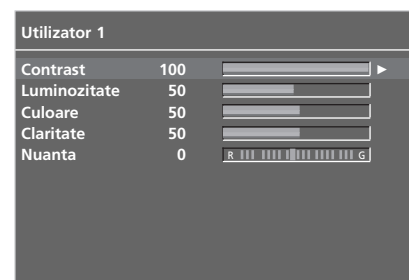 Utilizator 1
Contrast 100 ►
Luminozitate 50
Culoare 50
Claritate 50
Nuanta 0 R G